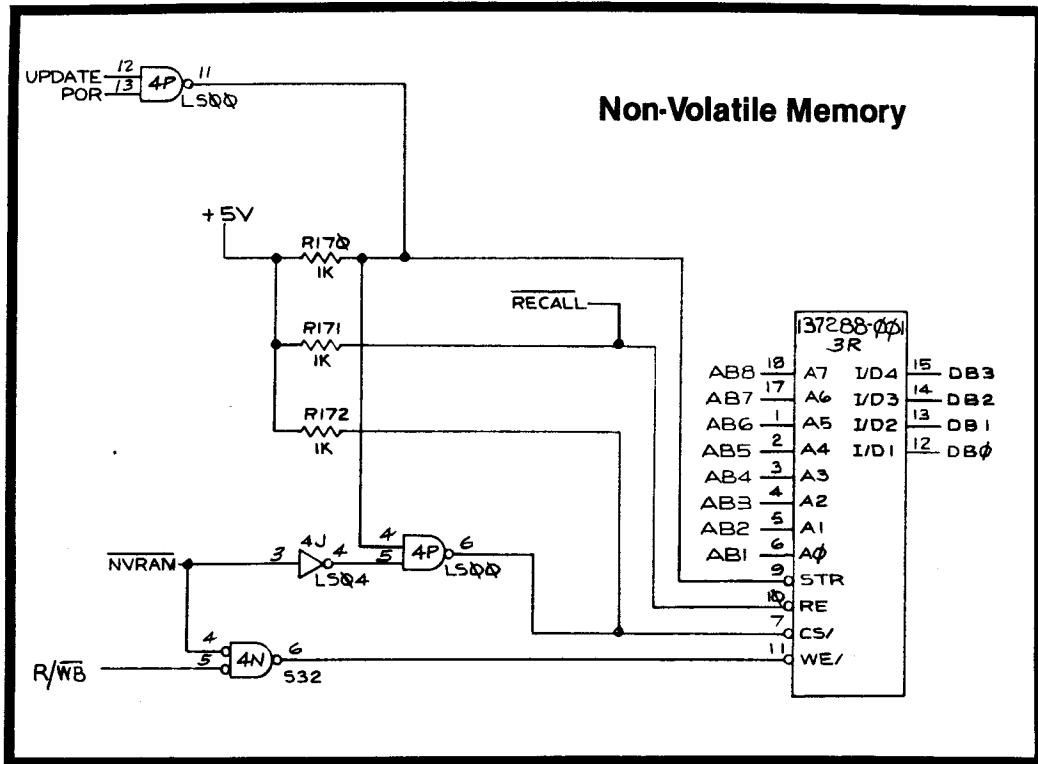 Non-Volatile Memory
UPDATE 12
POR 13
4P
11
LS00
+5V
R170
1K
RECALL
R171
1K
R172
1K
137288-001
3R
AB8 18 A7 I/D4 15 DB3
AB7 17 A6 I/D3 14 DB2
AB6 1 A5 I/D2 13 DB1
AB5 2 A4 I/D1 12 DB0
AB4 3 A3
AB3 4 A2
AB2 5 A1
AB1 6 A0
9 STR
10 RE
7 CS/
11 WE/
NVRAM
3 4J 4
LS04
4
5
4P
6
LS00
4
5
4N
6
S32
R/WB